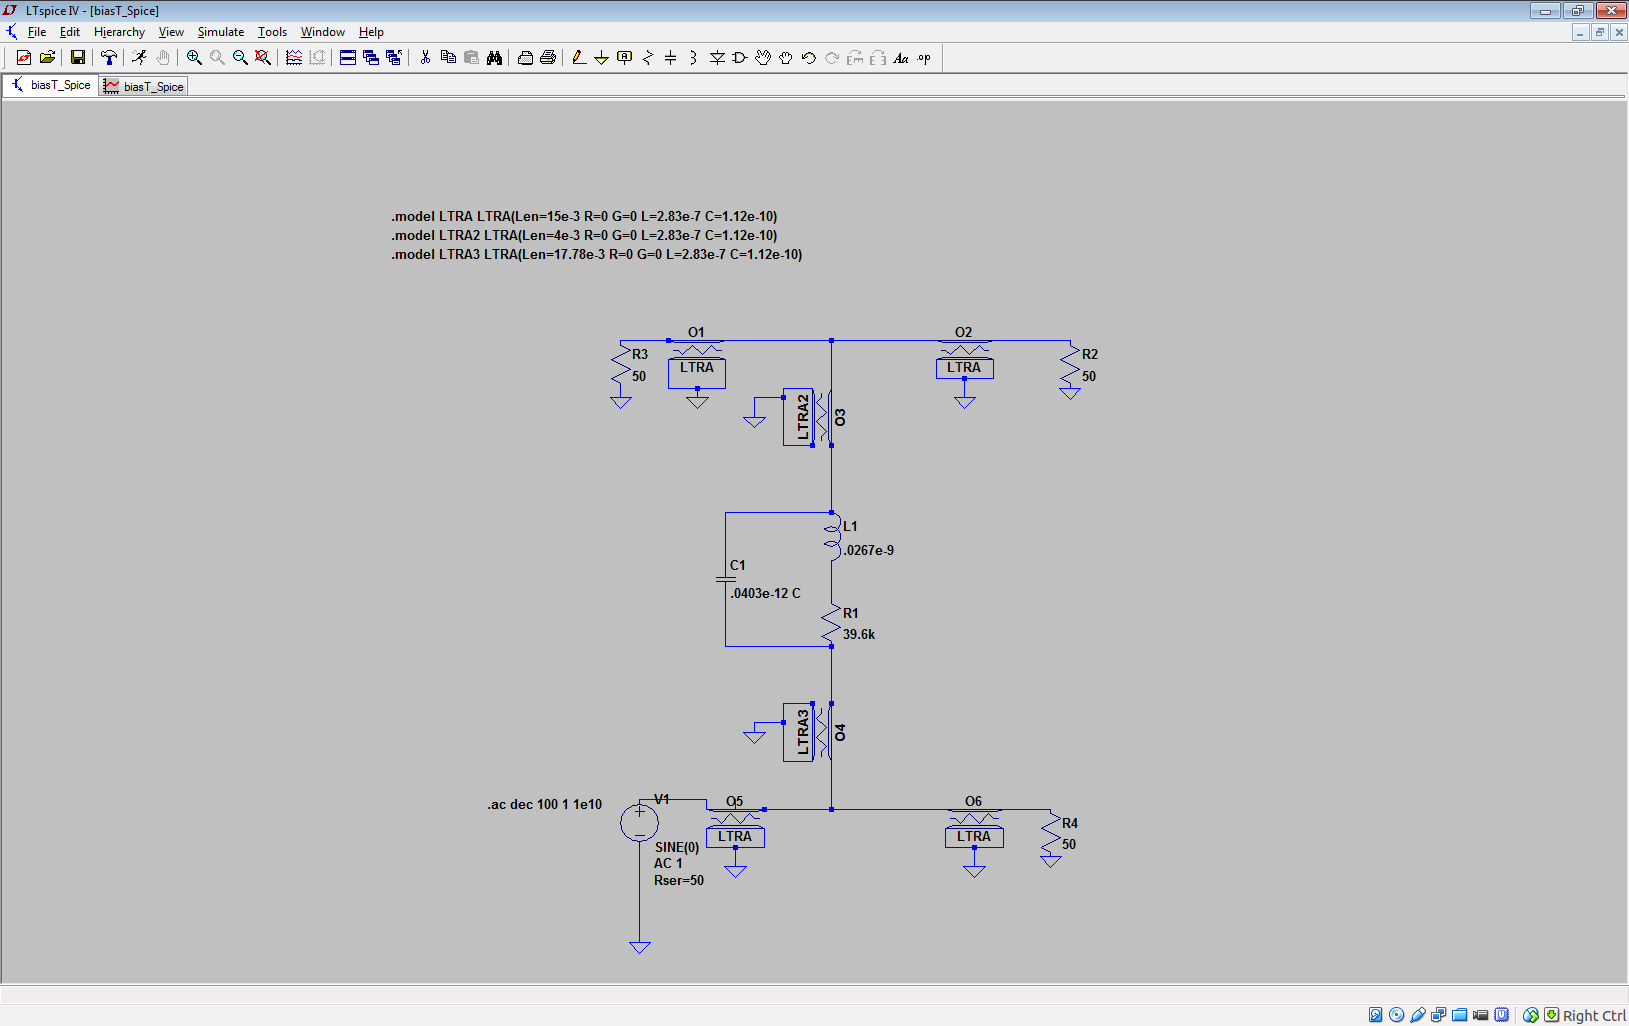 LTspice IV - [biasT_Spice]
File Edit Hierarchy View Simulate Tools Window Help
Aa .op
biasT_Spice biasT_Spice
.model LTRA LTRA(Len=15e-3 R=0 G=0 L=2.83e-7 C=1.12e-10)
.model LTRA2 LTRA(Len=4e-3 R=0 G=0 L=2.83e-7 C=1.12e-10)
.model LTRA3 LTRA(Len=17.78e-3 R=0 G=0 L=2.83e-7 C=1.12e-10)
O1
O2
R3
50
LTRA
LTRA
R2
50
LTRA2
O3
L1
.0267e-9
C1
.0403e-12 C
R1
39.6k
LTRA3
O4
.ac dec 100 1 1e10
V1
O5
O6
LTRA
LTRA
R4
50
SINE(0)
AC 1
Rser=50
Right Ctrl